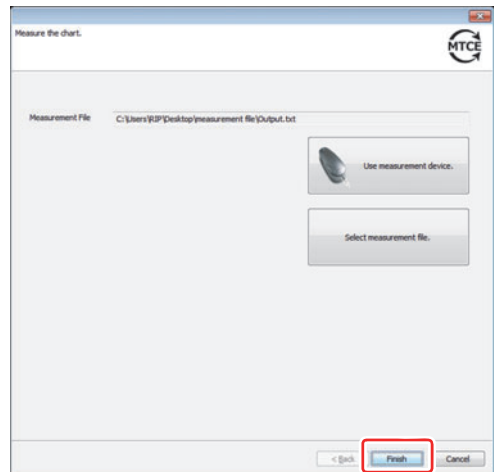 Measure the chart.
MTCE
Measurement File C:\Users\RIP\Desktop\measurement file\Output.txt
Use measurement device.
Select measurement file.
< Back Finish Cancel